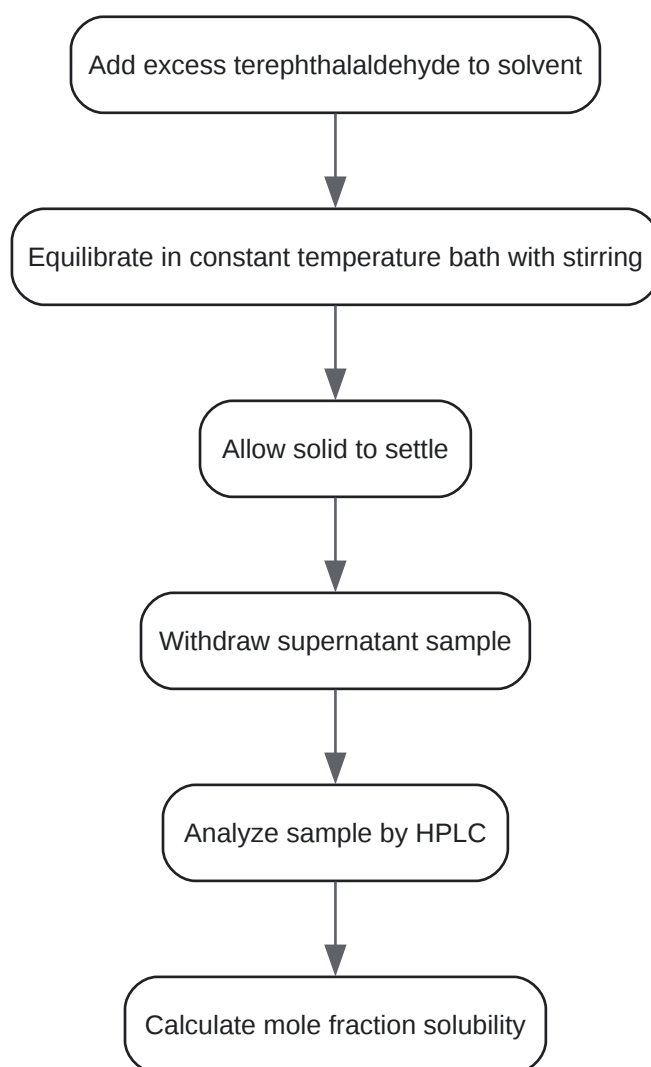 Add excess terephthalaldehyde to solvent
Equilibrate in constant temperature bath with stirring
Allow solid to settle
Withdraw supernatant sample
Analyze sample by HPLC
Calculate mole fraction solubility